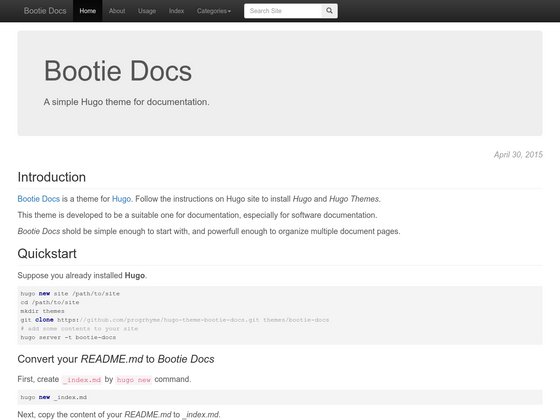 Bootie Docs Home About Usage Index Categories Search Site
Bootie Docs
A simple Hugo theme for documentation.
April 30, 2015
Introduction
Bootie Docs is a theme for Hugo. Follow the instructions on Hugo site to install Hugo and Hugo Themes.
This theme is developed to be a suitable one for documentation, especially for software documentation.
Bootie Docs shold be simple enough to start with, and powerfull enough to organize multiple document pages.
Quickstart
Suppose you already installed Hugo.
hugo new site /path/to/site
cd /path/to/site
mkdir themes
git clone https://github.com/progrhyme/hugo-theme-bootie-docs.git themes/bootie-docs
# add some contents to your site
hugo server -t bootie-docs
Convert your README.md to Bootie Docs
First, create _index.md by hugo new command.
hugo new _index.md
Next, copy the content of your README.md to _index.md.